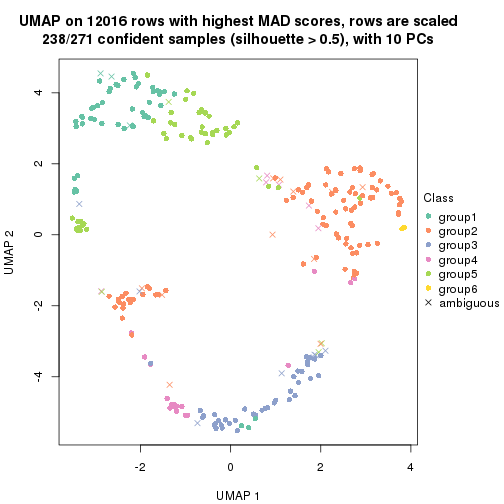 UMAP on 12016 rows with highest MAD scores, rows are scaled
238/271 confident samples (silhouette > 0.5), with 10 PCs
4
2
0
-2
-4
UMAP 2
-2
0
2
4
UMAP 1
Class
group1
group2
group3
group4
group5
group6
ambiguous